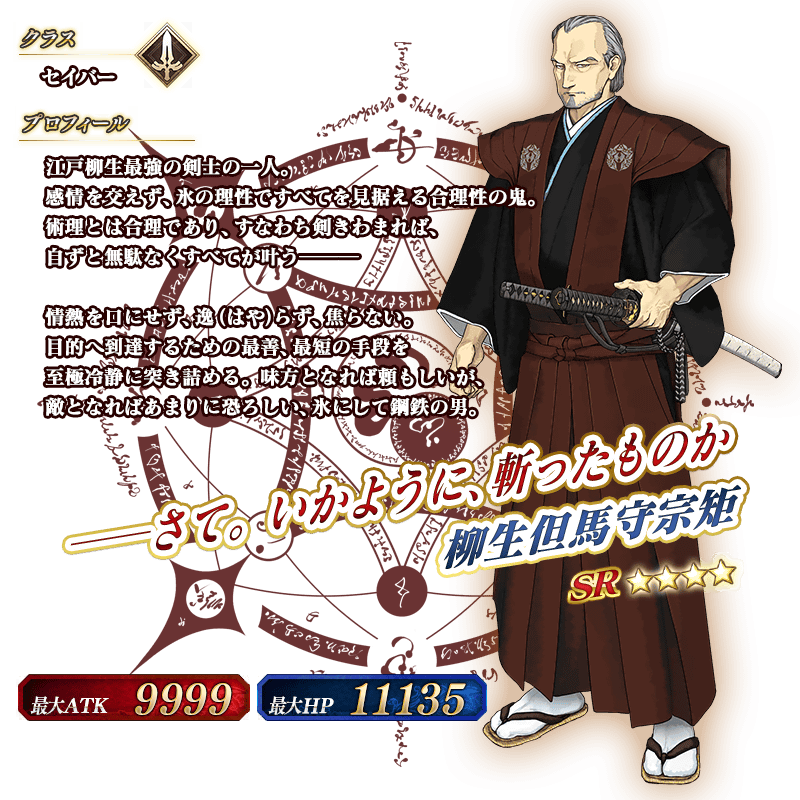 クラス
セイバー
プロフィール
江戸柳生最強の剣士の一人。
感情を交えず、氷の理性ですべてを見据える合理性の鬼。
術理とは合理であり、すなわち剣きわまれば、
自ずと無駄なくすべてが叶う———
情熱を口にせず、逸(はや)らず、焦らない。
目的へ到達するための最善、最短の手段を
至極冷静に突き詰める。味方となれば頼もしいが、
敵となればあまりに恐ろしい、氷にして鋼鉄の男。
——さて。いかように、斬ったものか
柳生但馬守宗矩
SR ☆☆☆☆
最大ATK 9999
最大HP 11135